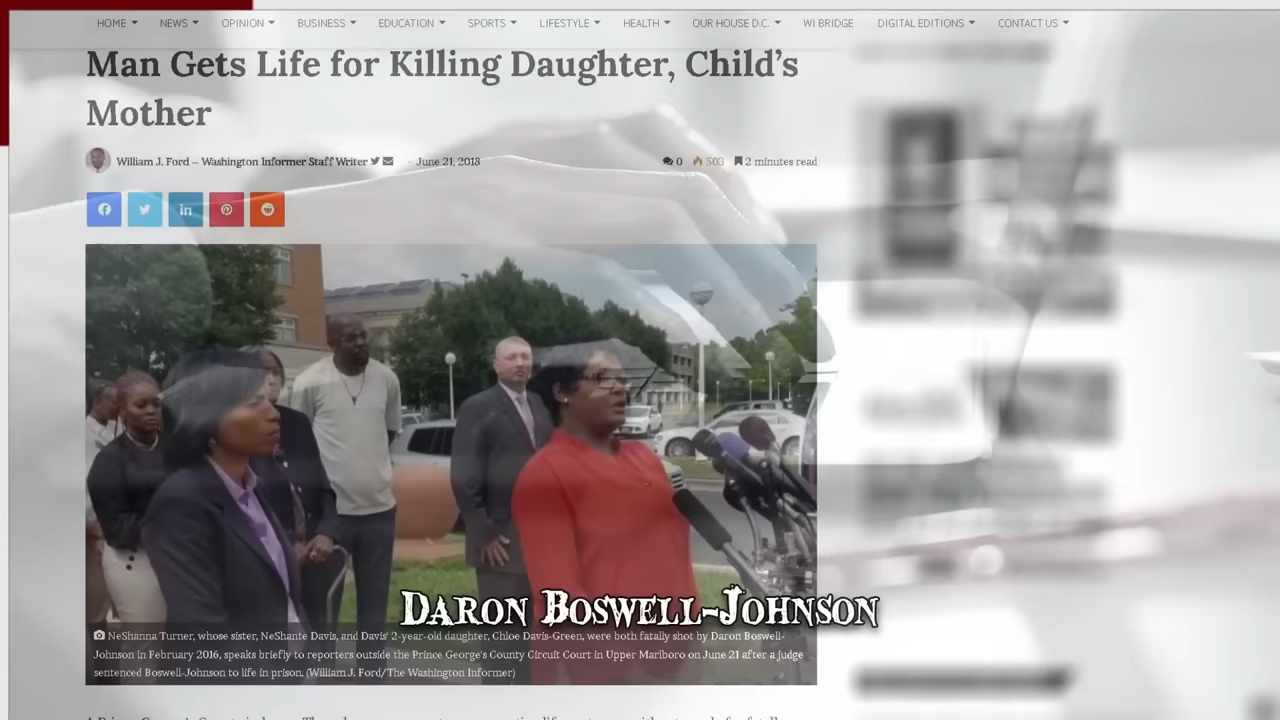 HOME NEWS OPINION BUSINESS EDUCATION SPORTS LIFESTYLE HEALTH OUR HOUSE D.C. WI BRIDGE DIGITAL EDITIONS CONTACT US
Man Gets Life for Killing Daughter, Child's
Mother
William J. Ford – Washington Informer Staff Writer June 21, 2018 0 503 2 minutes read
DARON BOSWELL-JOHNSON
NeShanna Turner, whose sister, NeShante Davis, and Davis' 2-year-old daughter, Chloe Davis-Green, were both fatally shot by Daron Boswell-
Johnson in February 2016, speaks briefly to reporters outside the Prince George's County Circuit Court in Upper Marlboro on June 21 after a judge
sentenced Boswell-Johnson to life in prison. (William J. Ford/The Washington Informer)